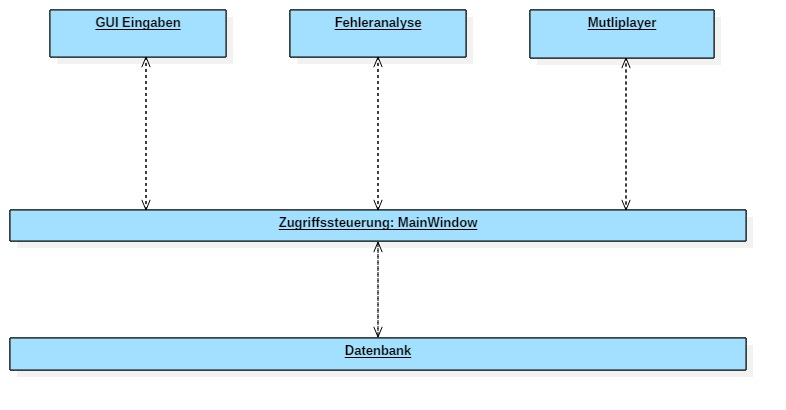 GUI Eingaben
Fehleranalyse
Mutliplayer
Zugriffssteuerung: MainWindow
Datenbank